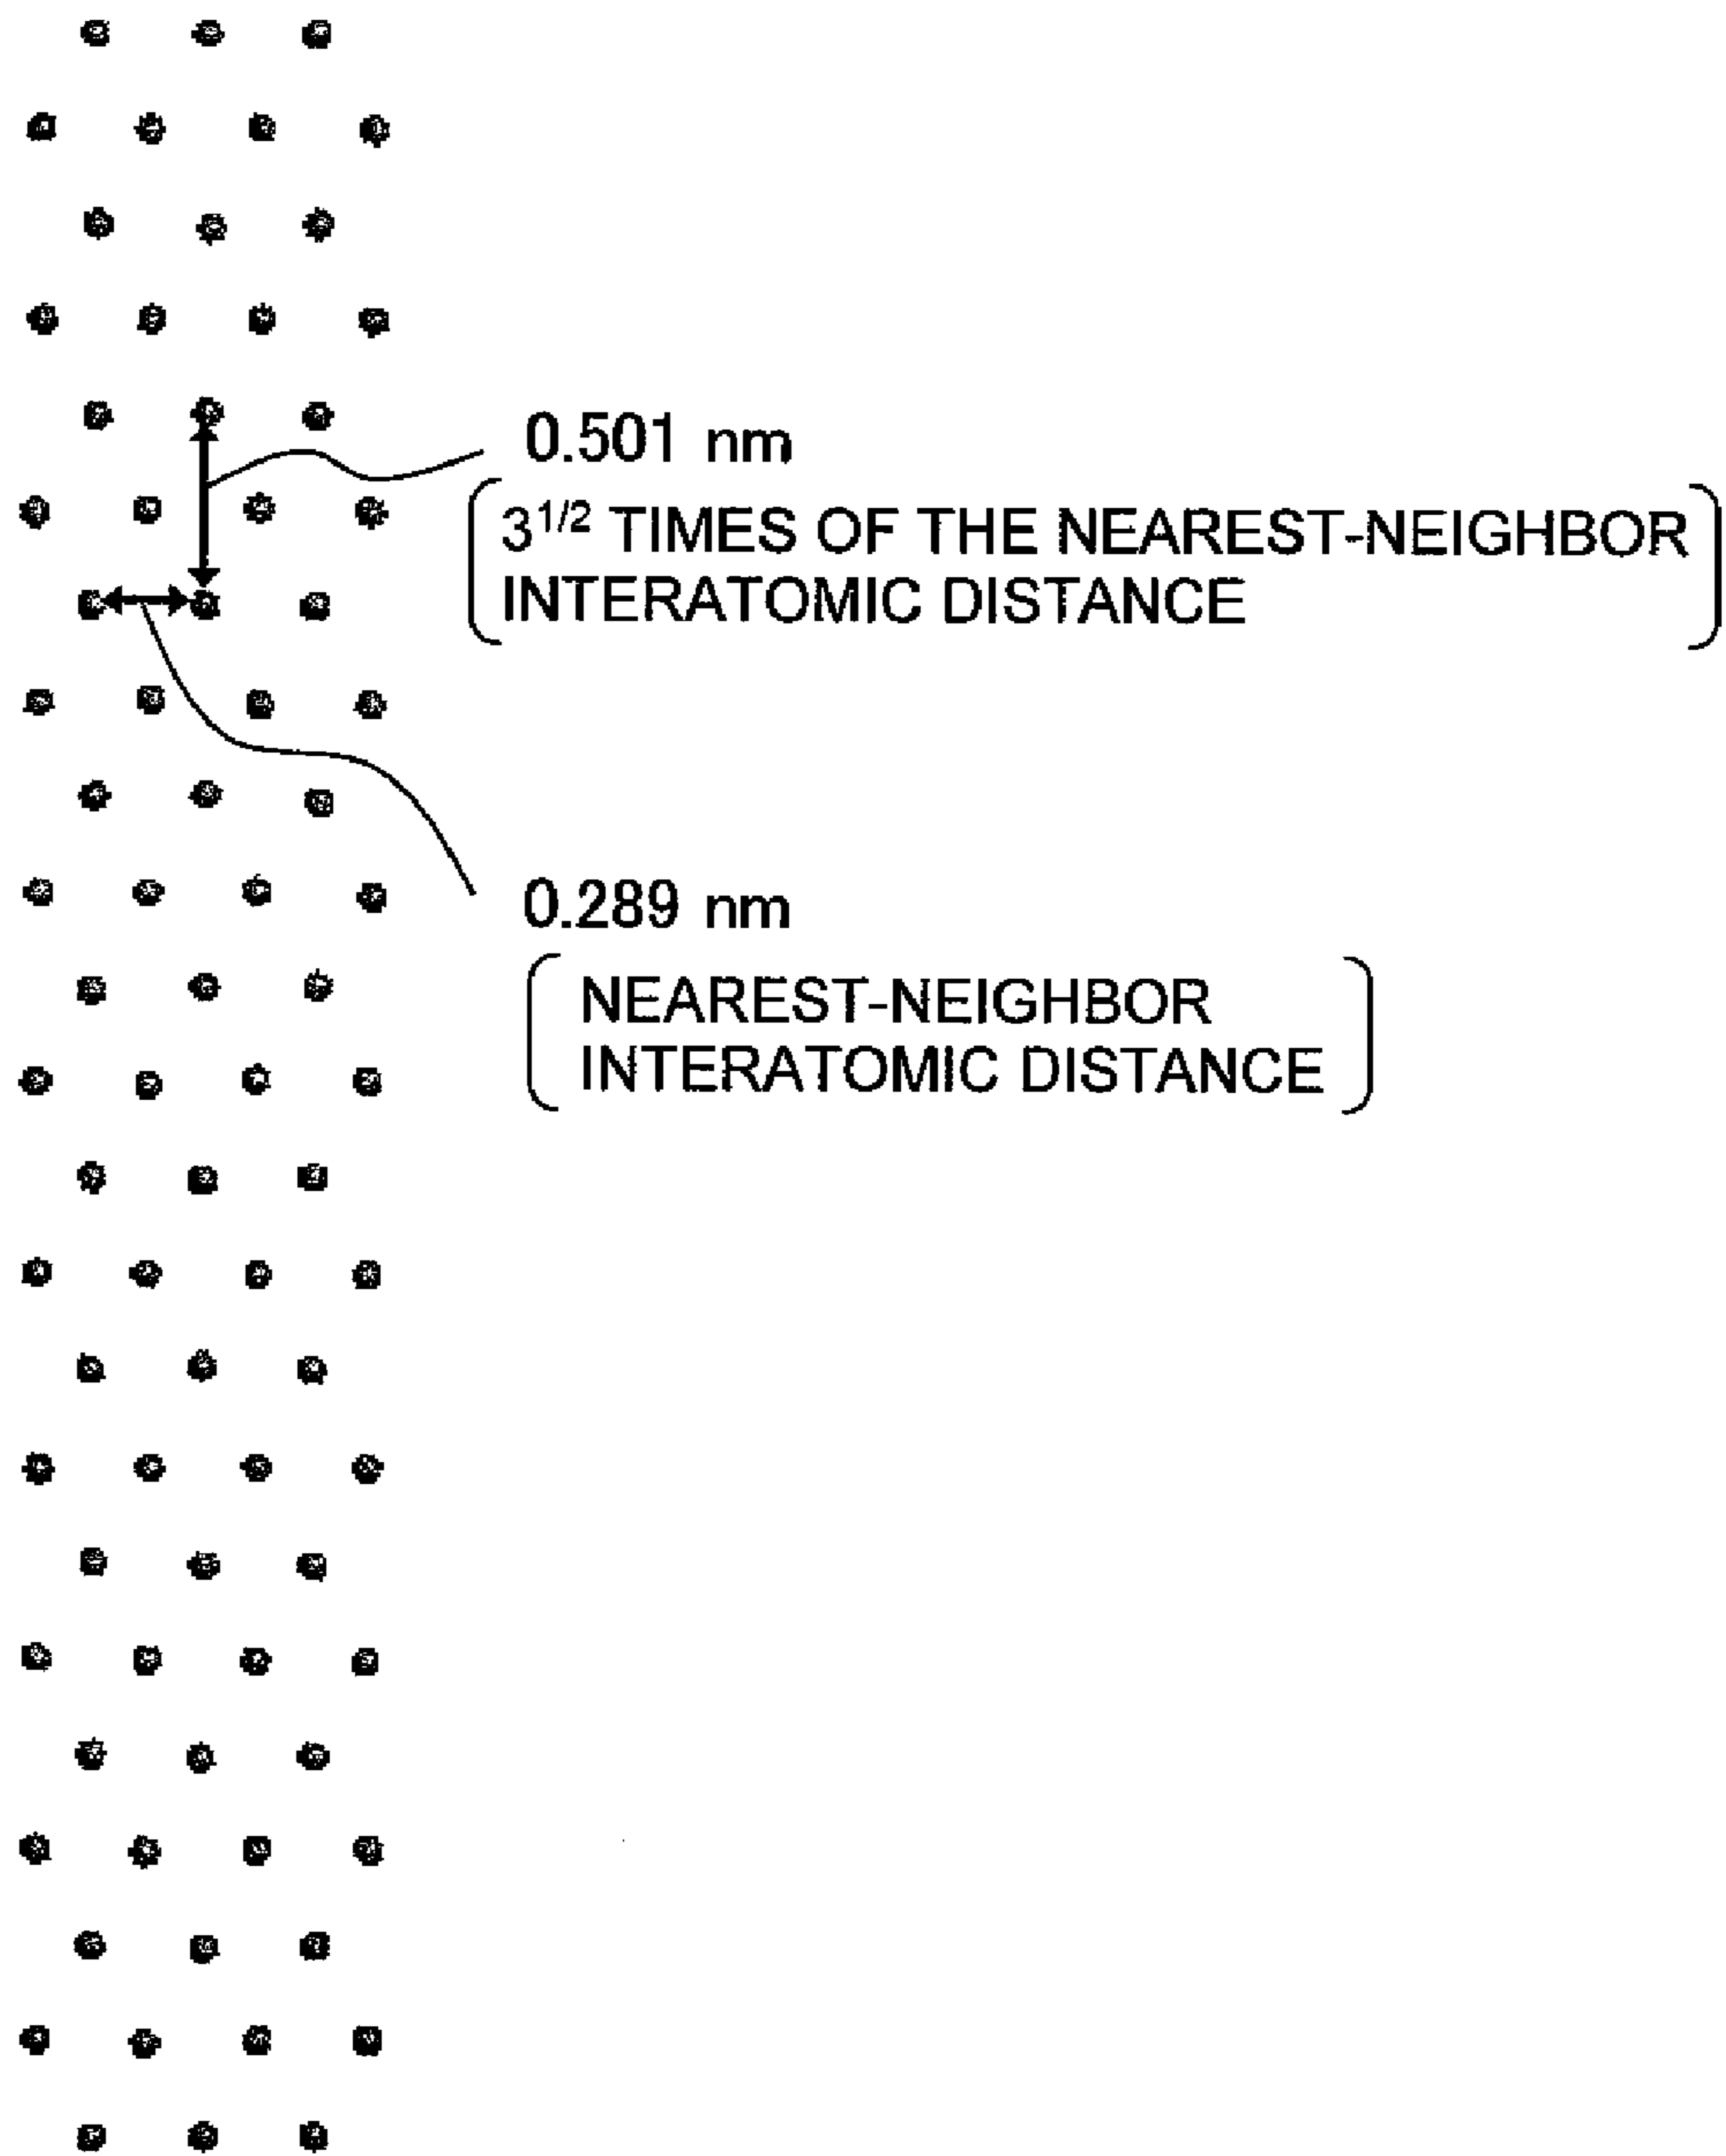 0.501 nm
3^1/2 TIMES OF THE NEAREST-NEIGHBOR
INTERATOMIC DISTANCE
0.289 nm
NEAREST-NEIGHBOR
INTERATOMIC DISTANCE